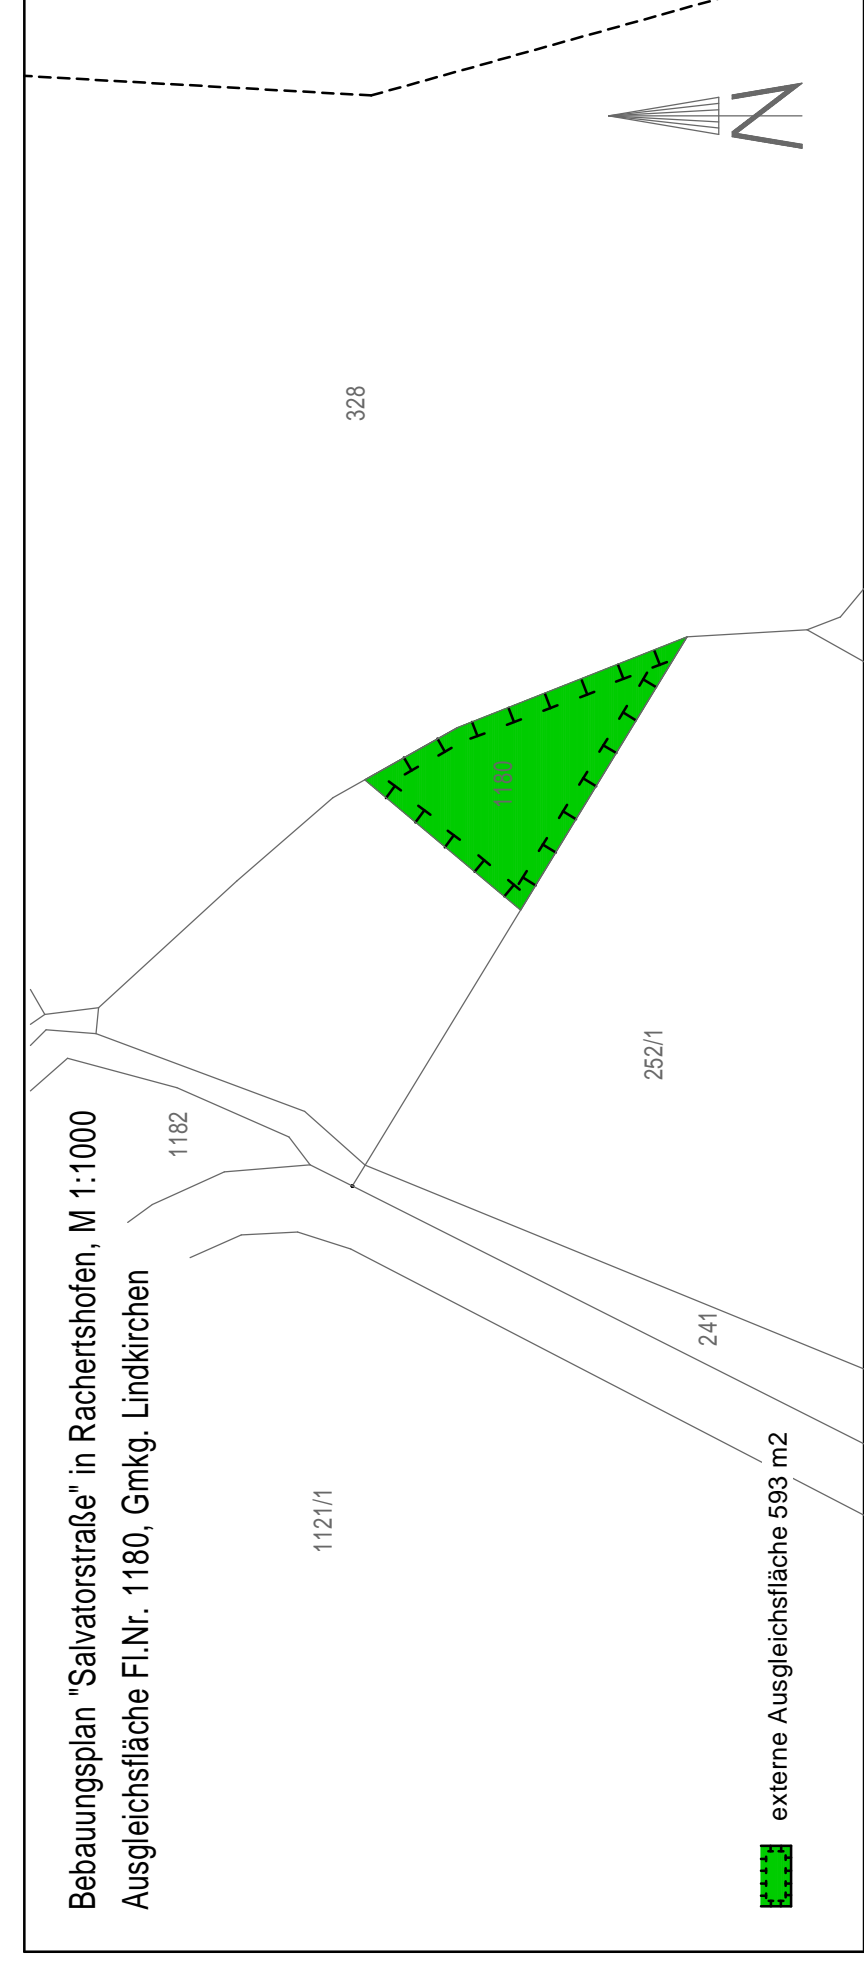 Bebauungsplan "Salvatorstraße" in Rachertshofen, M 1:1000
Ausgleichsfläche Fl.Nr. 1180, Gmkg. Lindkirchen
1182
1121/1
328
1180
252/1
241
N
externe Ausgleichsfläche 593 m2